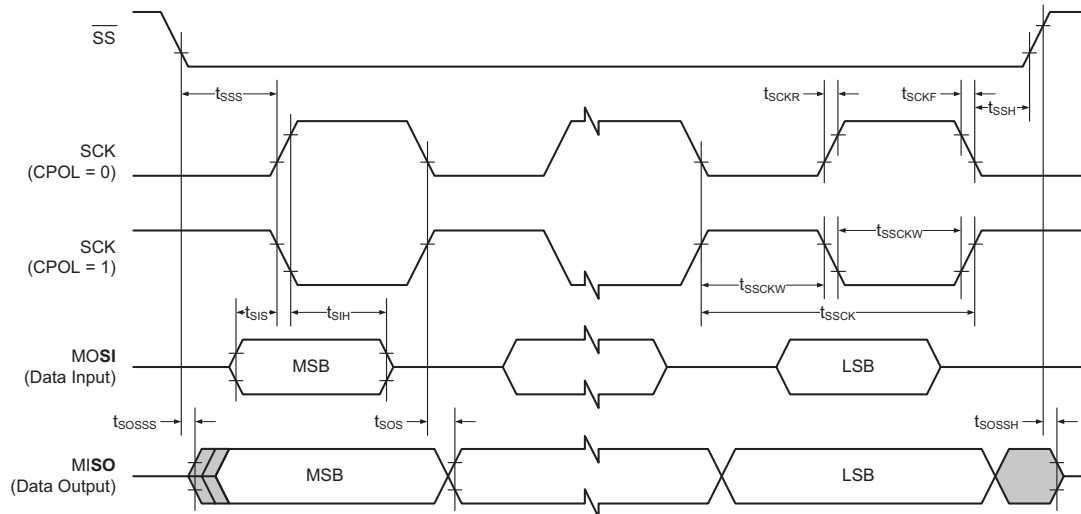 SS
tSSS
tSCKR
tSCKF
tSSH
SCK
(CPOL = 0)
SCK
(CPOL = 1)
tSSCKW
tSSCKW
tSSCK
tSIS
tSIH
MOSI
(Data Input)
MSB
LSB
tSOSSS
tSOS
tSOSSH
MISO
(Data Output)
MSB
LSB